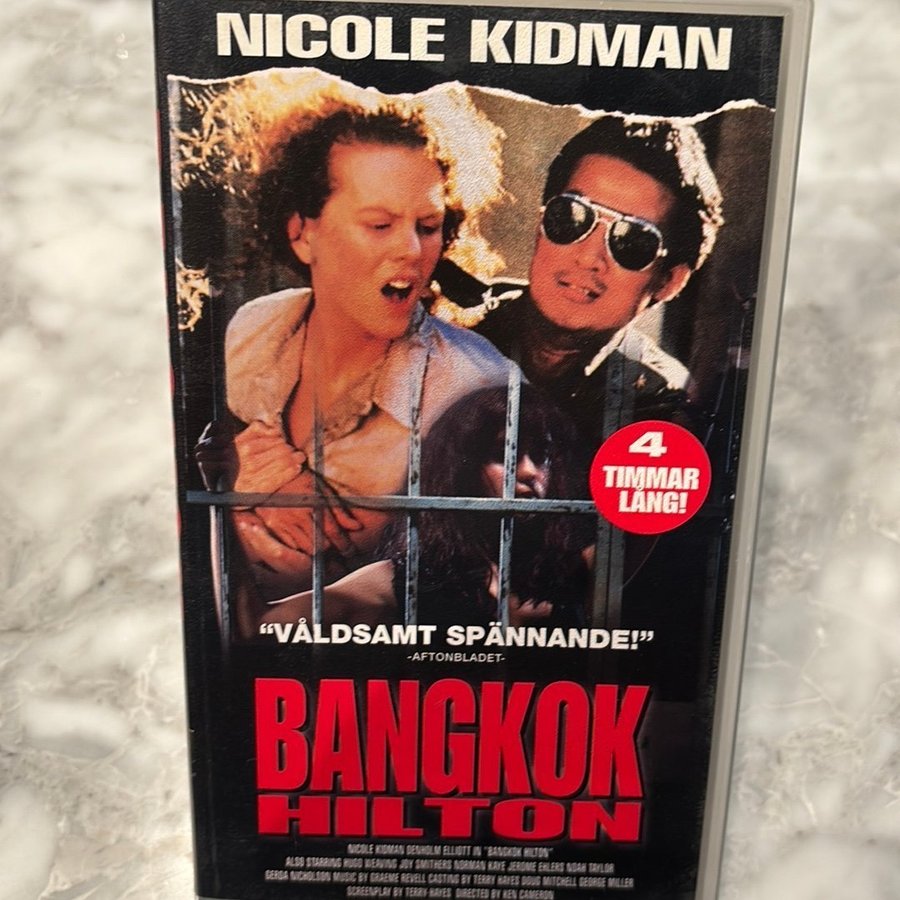 NICOLE KIDMAN
4
TIMMAR
LÅNG!
“VÅLDSAMT SPÄNNANDE!”
-AFTONBLADET-
BANGKOK
HILTON
NICOLE KIDMAN DENHOLM ELLIOTT IN "BANGKOK HILTON"
ALSO STARRING HUGO WEAVING JOY SMITHERS NORMAN KAYE JEROME EHLERS NOAH TAYLOR
GERDA NICHOLSON MUSIC BY GRAEME REVELL CASTING BY TERRY HAYES DOUG MITCHELL GEORGE MILLER
SCREENPLAY BY TERRY HAYES DIRECTED BY KEN CAMERON